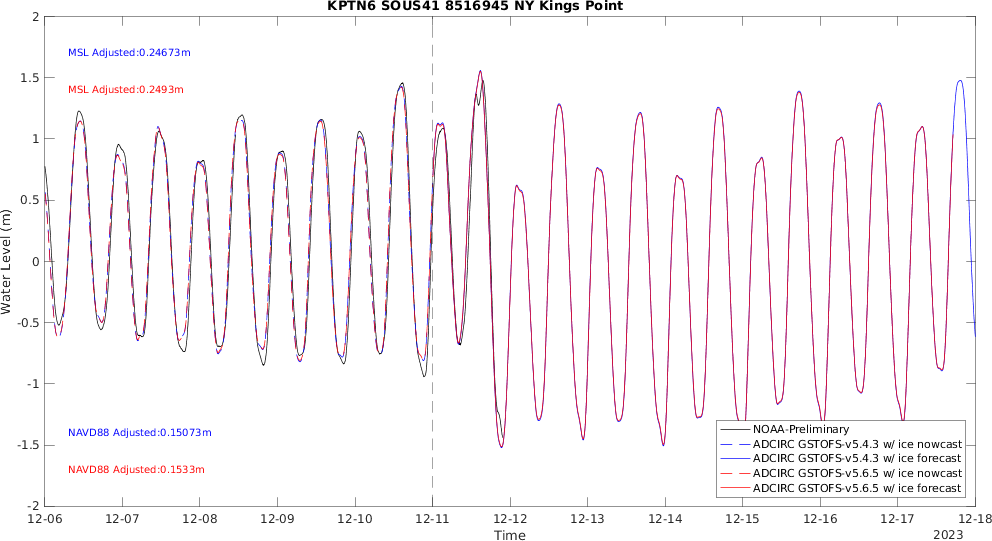 KPTN6 SOUS41 8516945 NY Kings Point
MSL Adjusted:0.24673m
MSL Adjusted:0.2493m
NAVD88 Adjusted:0.15073m
NAVD88 Adjusted:0.1533m
Water Level (m)
2
1.5
1
0.5
0
-0.5
-1
-1.5
-2
NOAA-Preliminary
ADCIRC GSTOFS-v5.4.3 w/ ice nowcast
ADCIRC GSTOFS-v5.4.3 w/ ice forecast
ADCIRC GSTOFS-v5.6.5 w/ ice nowcast
ADCIRC GSTOFS-v5.6.5 w/ ice forecast
12-06 12-07 12-08 12-09 12-10 12-11 12-12 12-13 12-14 12-15 12-16 12-17 12-18
Time
2023